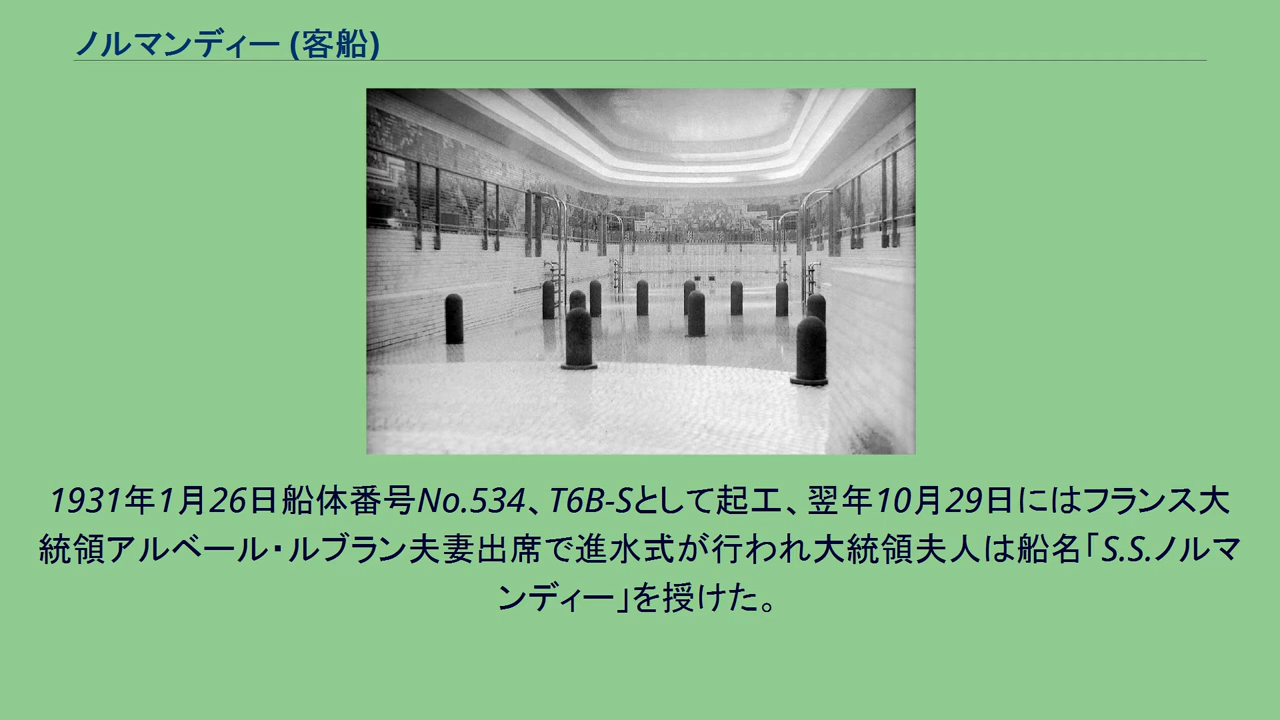 ノルマンディー (客船)
1931年1月26日船体番号No.534、T6B-Sとして起工、翌年10月29日にはフランス大
統領アルベール・ルブラン夫妻出席で進水式が行われ大統領夫人は船名「S.S.ノルマ
ンディー」を授けた。